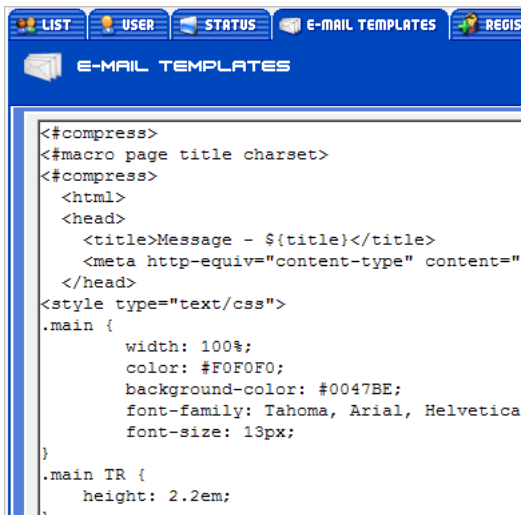 LIST USER STATUS E-MAIL TEMPLATES REGIS
E-MAIL TEMPLATES
<#compress>
<#macro page title charset>
<#compress>
  <html>
  <head>
    <title>Message - ${title}</title>
    <meta http-equiv="content-type" content="
  </head>
<style type="text/css">
.main {
        width: 100%;
        color: #F0F0F0;
        background-color: #0047BE;
        font-family: Tahoma, Arial, Helvetica
        font-size: 13px;
}
.main TR {
    height: 2.2em;
}